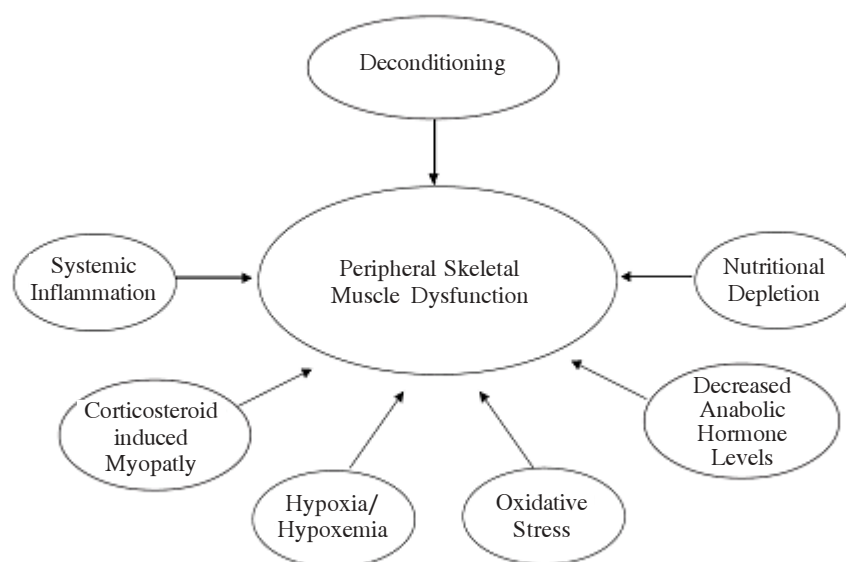 Deconditioning
Systemic
Inflammation
Peripheral Skeletal
Muscle Dysfunction
Nutritional
Depletion
Corticosteroid
induced
Myopatly
Decreased
Anabolic
Hormone
Levels
Hypoxia/
Hypoxemia
Oxidative
Stress